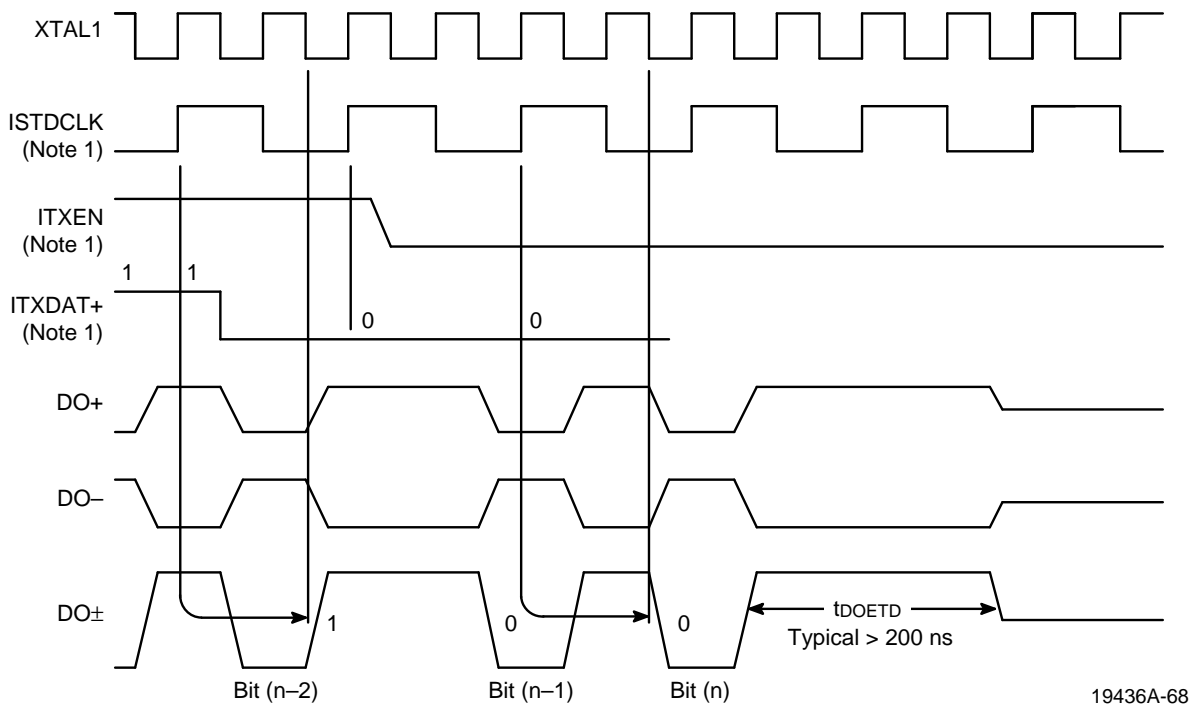 XTAL1
ISTDCLK
(Note 1)
ITXEN
(Note 1)
1 1
ITXDAT+
(Note 1)
0 0
DO+
DO–
DO±
1 0 0
tDOETD
Typical > 200 ns
Bit (n–2) Bit (n–1) Bit (n)
19436A-68